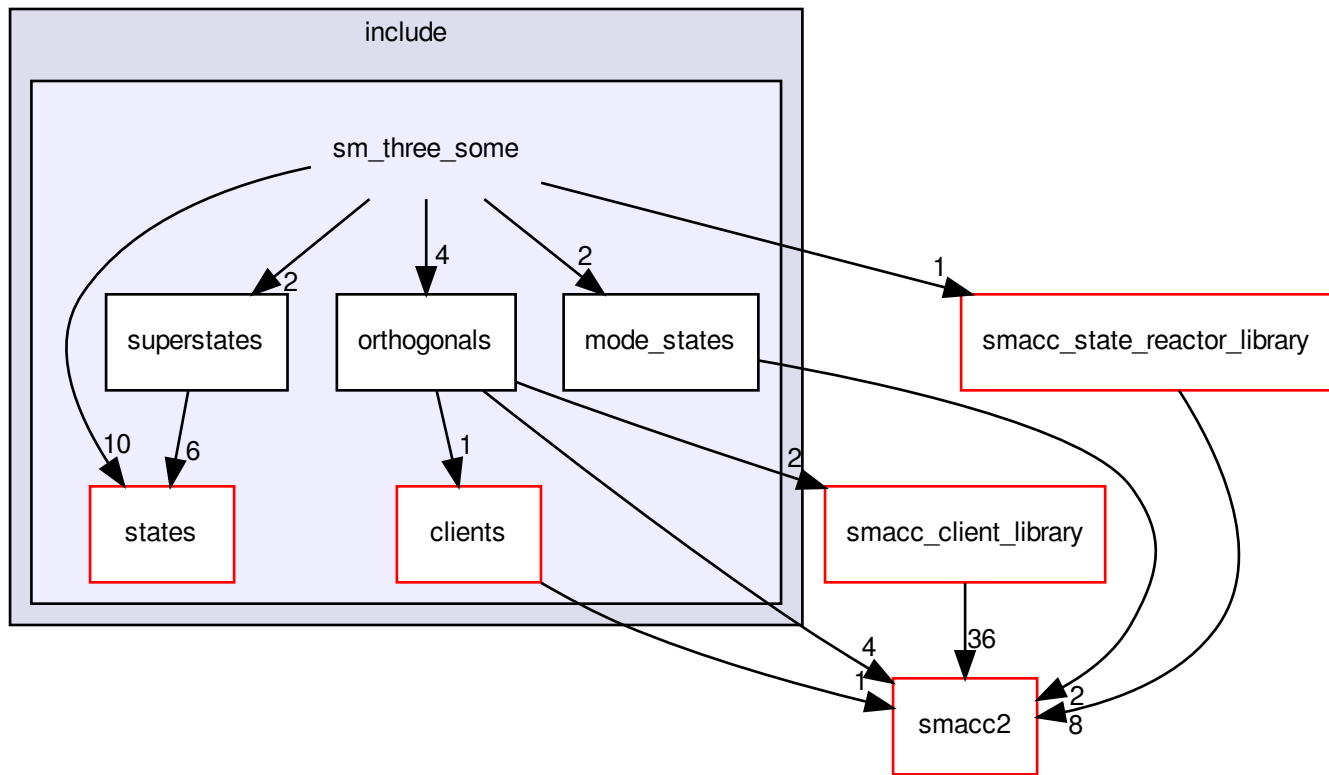 include
sm_three_some
1
4
2
2
superstates
orthogonals
mode_states
smacc_state_reactor_library
10
6
1
2
states
clients
smacc_client_library
36
4
1
2
8
smacc2